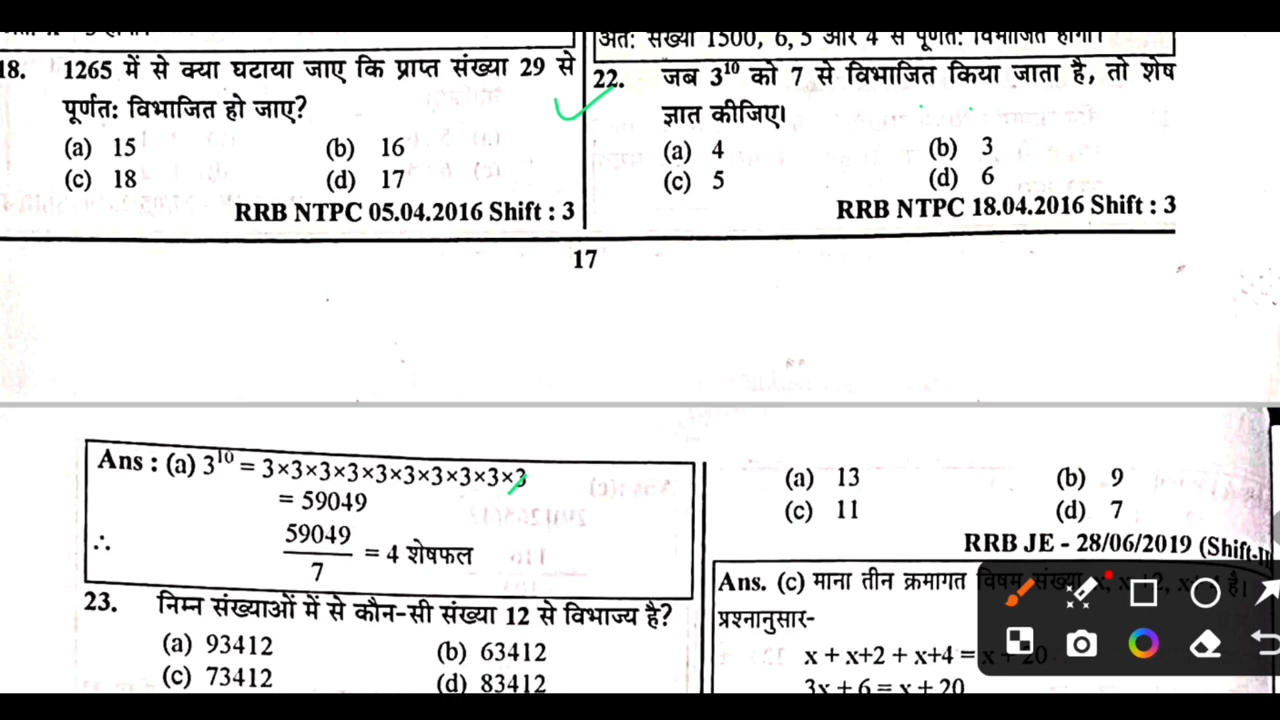 18. 1265 में से क्या घटाया जाए कि प्राप्त संख्या 29 से
पूर्णत: विभाजित हो जाए?
(a) 15 (b) 16
(c) 18 (d) 17
RRB NTPC 05.04.2016 Shift : 3
अत: संख्या 1500, 6, 5 और 4 से पूर्णत: विभाजित होगी।
22. जब 3¹⁰ को 7 से विभाजित किया जाता है, तो शेष
ज्ञात कीजिए।
(a) 4 (b) 3
(c) 5 (d) 6
RRB NTPC 18.04.2016 Shift : 3
17
Ans : (a) 3¹⁰ = 3×3×3×3×3×3×3×3×3×3
= 59049
∴ 59049
7 = 4 शेषफल
23. निम्न संख्याओं में से कौन-सी संख्या 12 से विभाज्य है?
(a) 93412 (b) 63412
(c) 73412 (d) 83412
(a) 13 (b) 9
(c) 11 (d) 7
RRB JE - 28/06/2019 (Shift-I
Ans. (c) माना तीन क्रमागत विषम संख्या x, x+2, x+4 है।
प्रश्नानुसार-
x + x+2 + x+4 = x + 20
3x + 6 = x + 20